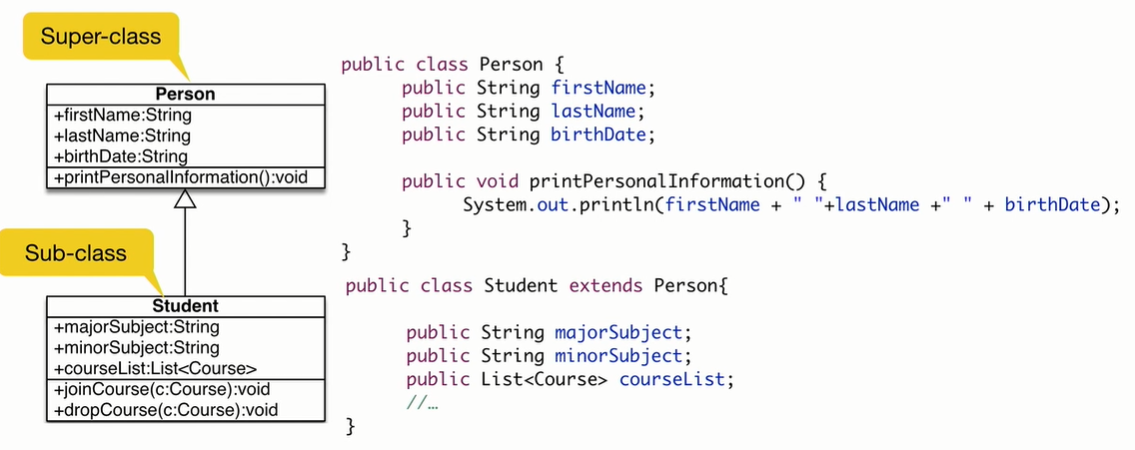 Super-class
Person
+firstName:String
+lastName:String
+birthDate:String
+printPersonalInformation():void
Sub-class
Student
+majorSubject:String
+minorSubject:String
+courseList:List<Course>
+joinCourse(c:Course):void
+dropCourse(c:Course):void
public class Person {
public String firstName;
public String lastName;
public String birthDate;
public void printPersonalInformation() {
System.out.println(firstName + " "+lastName +" " + birthDate);
}
}
public class Student extends Person{
public String majorSubject;
public String minorSubject;
public List<Course> courseList;
//…
}